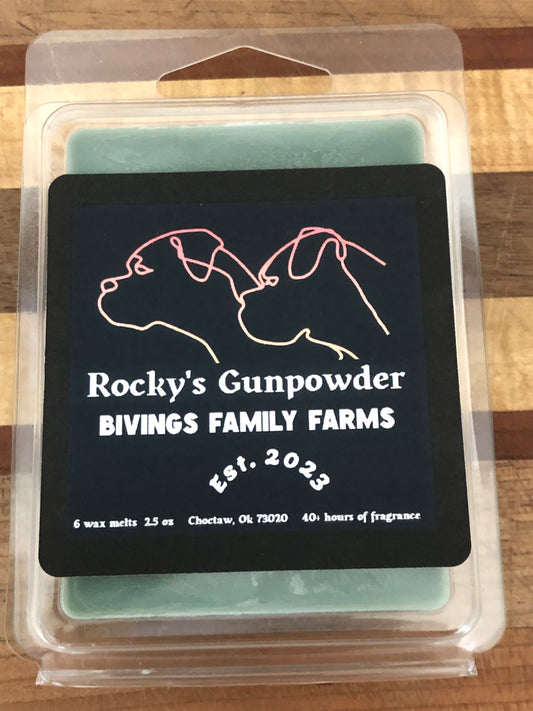 Rocky's Gunpowder
BIVINGS FAMILY FARMS
Est. 2023
6 wax melts 2.5 oz Choctaw, Ok 73020 40+ hours of fragrance